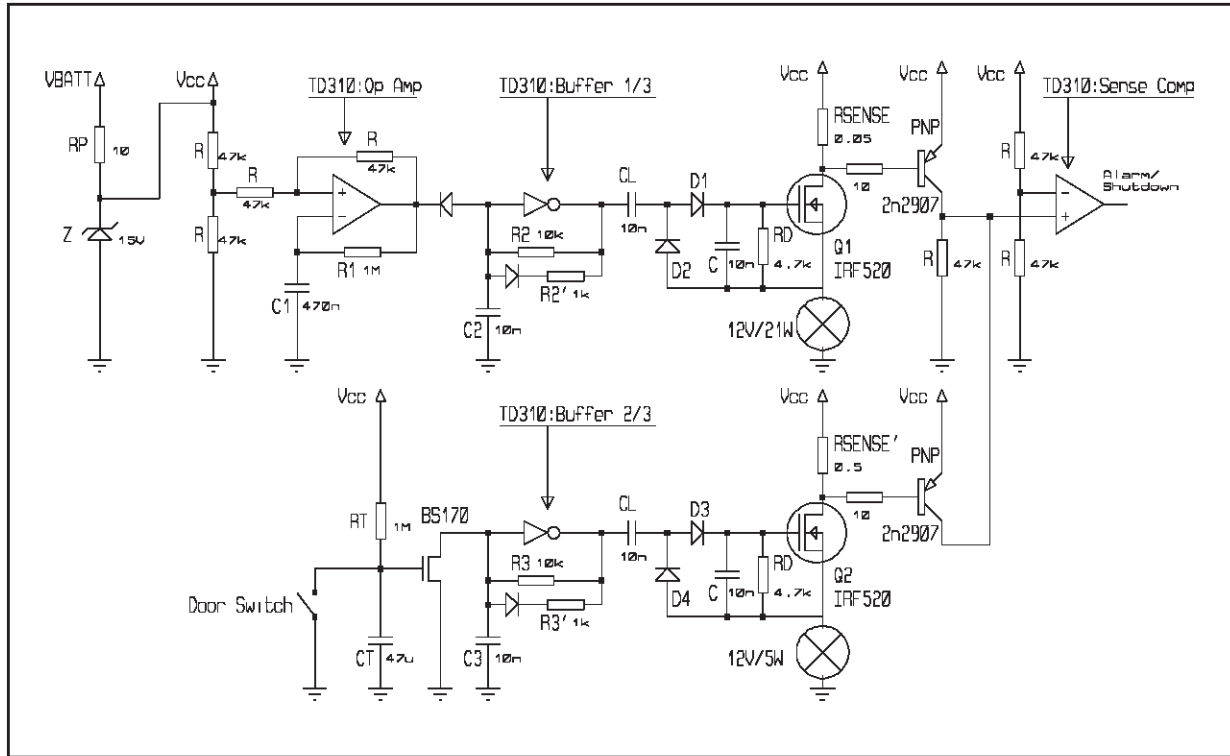 VBATT
Vcc
TD310:Op Amp
TD310:Buffer 1/3
Vcc
Vcc
Vcc
TD310:Sense Comp
RP 10
R 47k
R 47k
R 47k
R 47k
R1 1M
C1 470n
Z 15V
R2 10k
R2' 1k
C2 10n
CL
10n
D1
D2
C 10n
RD
4.7k
RSENSE
0.05
10
PNP
2n2907
Q1
IRF520
12V/21W
R 47k
R 47k
R 47k
Alarm/
Shutdown
Vcc
TD310:Buffer 2/3
Vcc
Vcc
RT 1M
BS170
Door Switch
CT 47u
R3 10k
R3' 1k
C3 10n
CL
10n
D3
D4
C 10n
RD
4.7k
RSENSE'
0.5
10
PNP
2n2907
Q2
IRF520
12V/5W